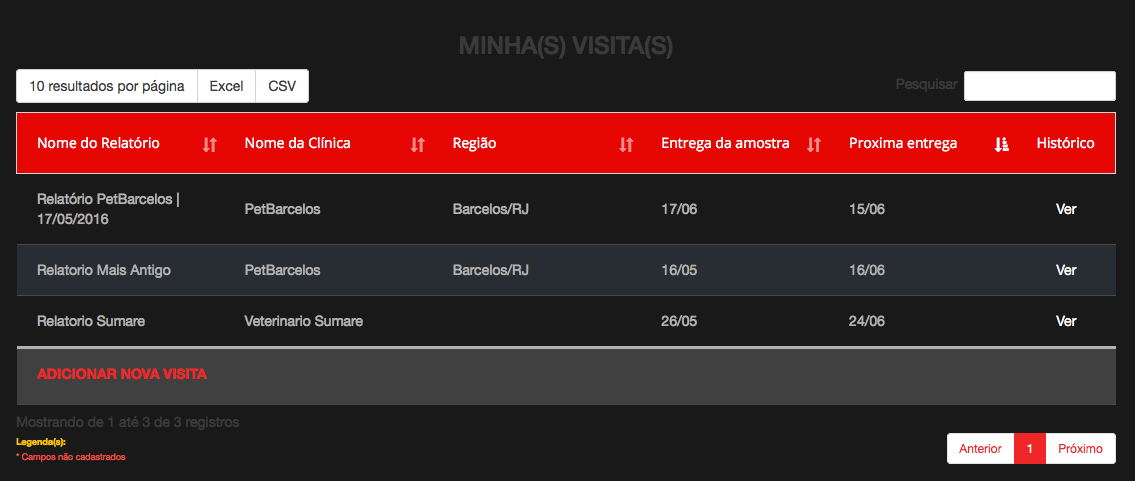 MINHA(S) VISITA(S)
10 resultados por página Excel CSV Pesquisar
Nome do Relatório Nome da Clínica Região Entrega da amostra Proxima entrega Histórico
Relatório PetBarcelos |
17/05/2016 PetBarcelos Barcelos/RJ 17/06 15/06 Ver
Relatorio Mais Antigo PetBarcelos Barcelos/RJ 16/05 16/06 Ver
Relatorio Sumare Veterinario Sumare 26/05 24/06 Ver
ADICIONAR NOVA VISITA
Mostrando de 1 até 3 de 3 registros
Legenda(s):
* Campos não cadastrados
Anterior 1 Próximo